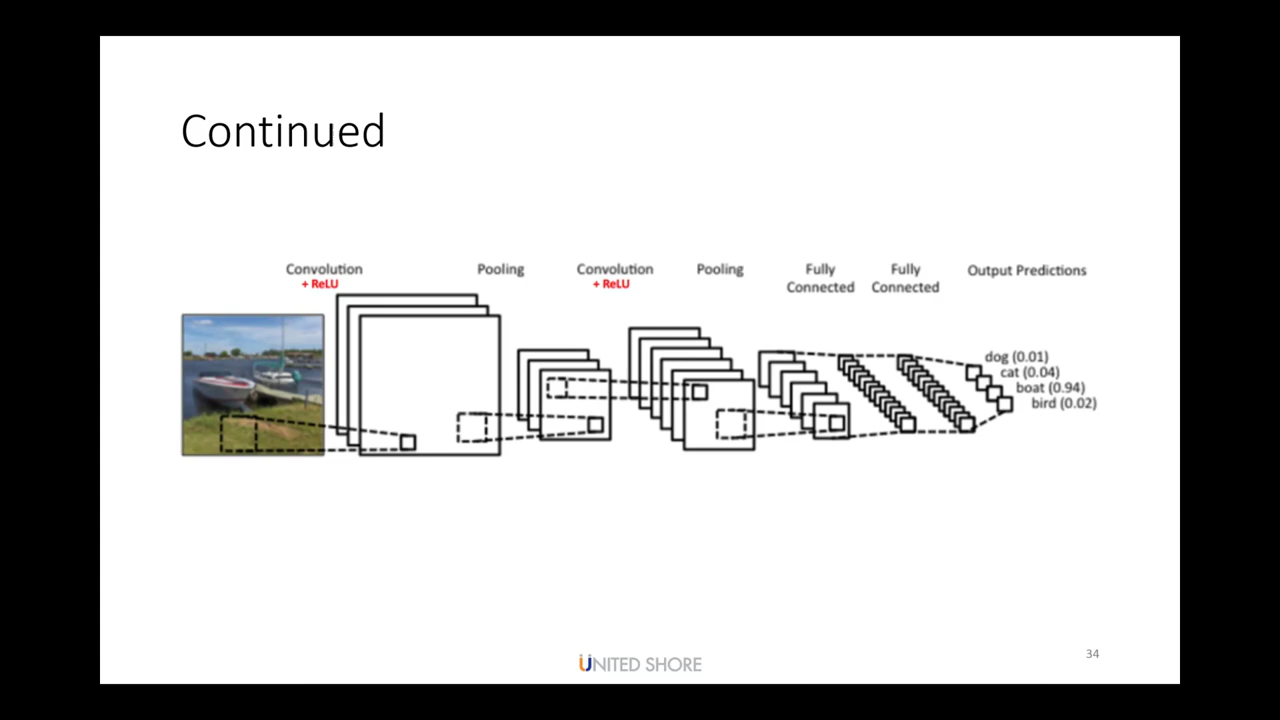 Continued
Convolution
+ ReLU
Pooling
Convolution
+ ReLU
Pooling
Fully
Connected
Fully
Connected
Output Predictions
dog (0.01)
cat (0.04)
boat (0.94)
bird (0.02)
UNITED SHORE
34